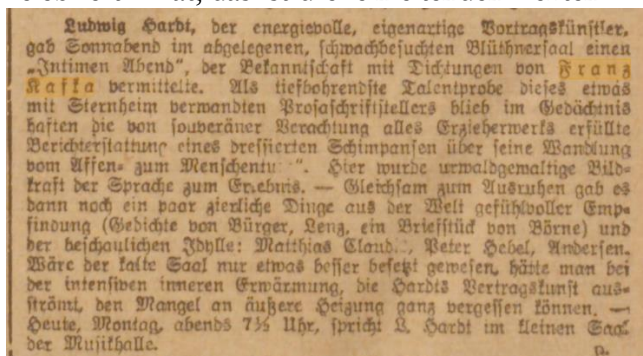 Ludwig Hardt, der energievolle, eigenartige Vortragskünstler,
gab Sonnabend im abgelegenen, schwachbesuchten Blüthnersaal einen
„Intimen Abend“, der Bekanntschaft mit Dichtungen von Franz
Kafka vermittelte. Als tiefbohrendste Talentprobe dieses etwas
mit Sternheim verwandten Prosaschriftstellers blieb im Gedächtnis
haften die von souveräner Verachtung alles Erzieherwerks erfüllte
Berichterstattung eines dressierten Schimpansen über seine Wandlung
vom Affen- zum Menschentu “. Hier wurde urwaldgewaltige Bild-
kraft der Sprache zum Erlebnis. — Gleichsam zum Ausruhen gab es
dann noch ein paar zierliche Dinge aus der Welt gefühlvoller Emp-
findung (Gedichte von Bürger, Lenz, ein Briefstück von Börne) und
der beschaulichen Idylle: Matthias Claud , Peter Hebel, Andersen.
Wäre der kalte Saal nur etwas besser besetzt gewesen, hätte man bei
der intensiven inneren Erwärmung, die Hardts Vertragskunst aus-
strömt, den Mangel an äußere Heizung ganz vergessen können. —
Heute, Montag, abends 7½ Uhr, spricht L. Hardt im kleinen Saal
der Musikhalle.
p.